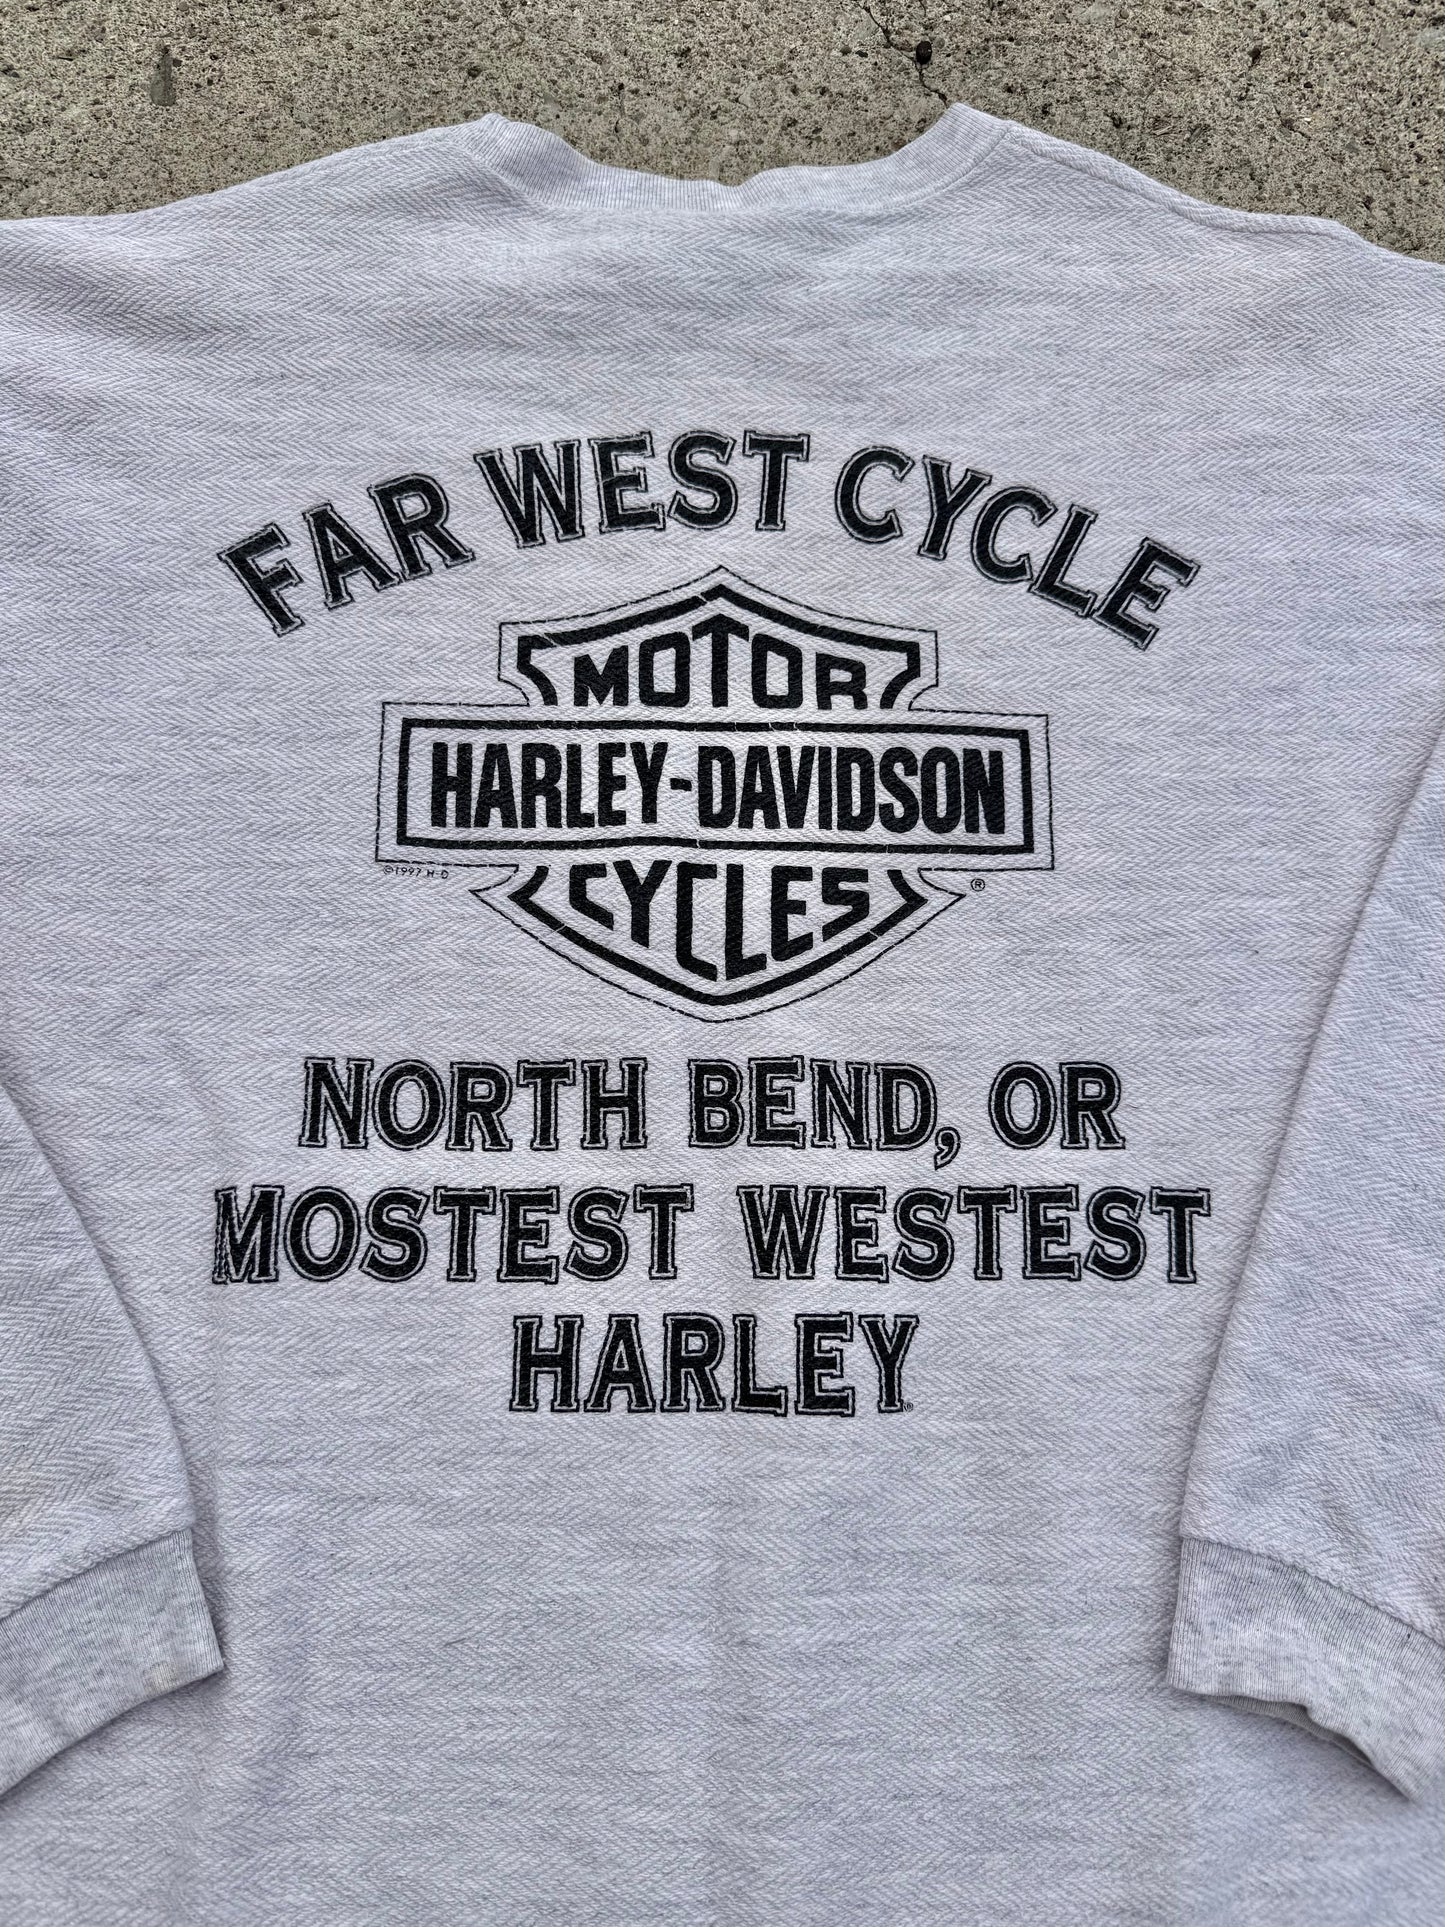 FAR WEST CYCLE
MOTOR
HARLEY-DAVIDSON
©1997 H-D
CYCLES
®
NORTH BEND, OR
MOSTEST WESTEST
HARLEY®